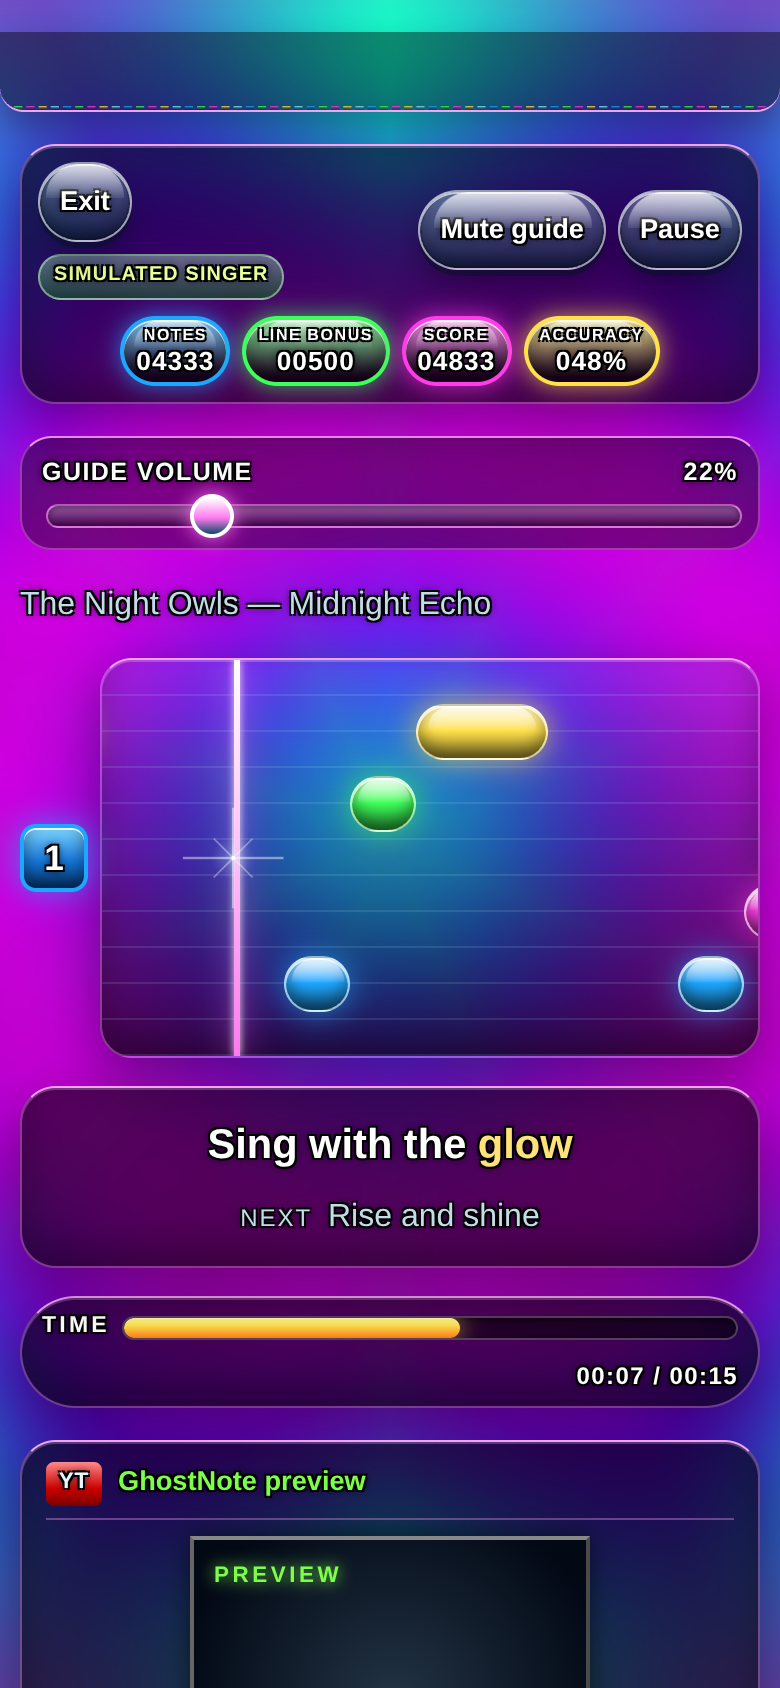 Exit
Mute guide
Pause
SIMULATED SINGER
NOTES
04333
LINE BONUS
00500
SCORE
04833
ACCURACY
048%
GUIDE VOLUME
22%
The Night Owls — Midnight Echo
1
Sing with the glow
NEXT Rise and shine
TIME
00:07 / 00:15
YT GhostNote preview
PREVIEW